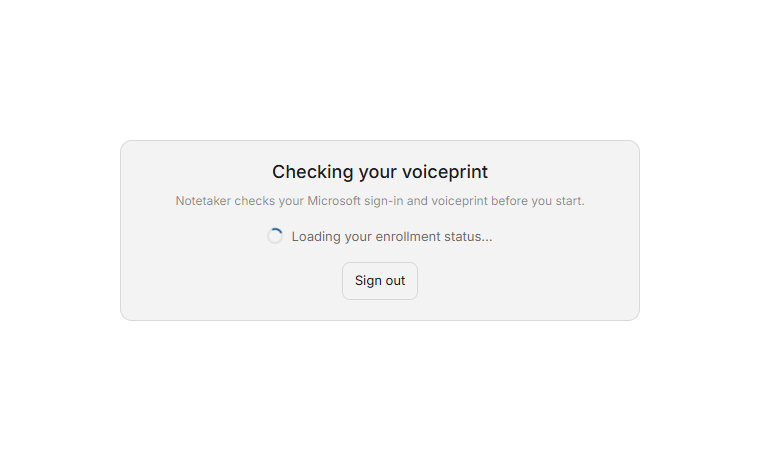 Checking your voiceprint
Notetaker checks your Microsoft sign-in and voiceprint before you start.
Loading your enrollment status...
Sign out